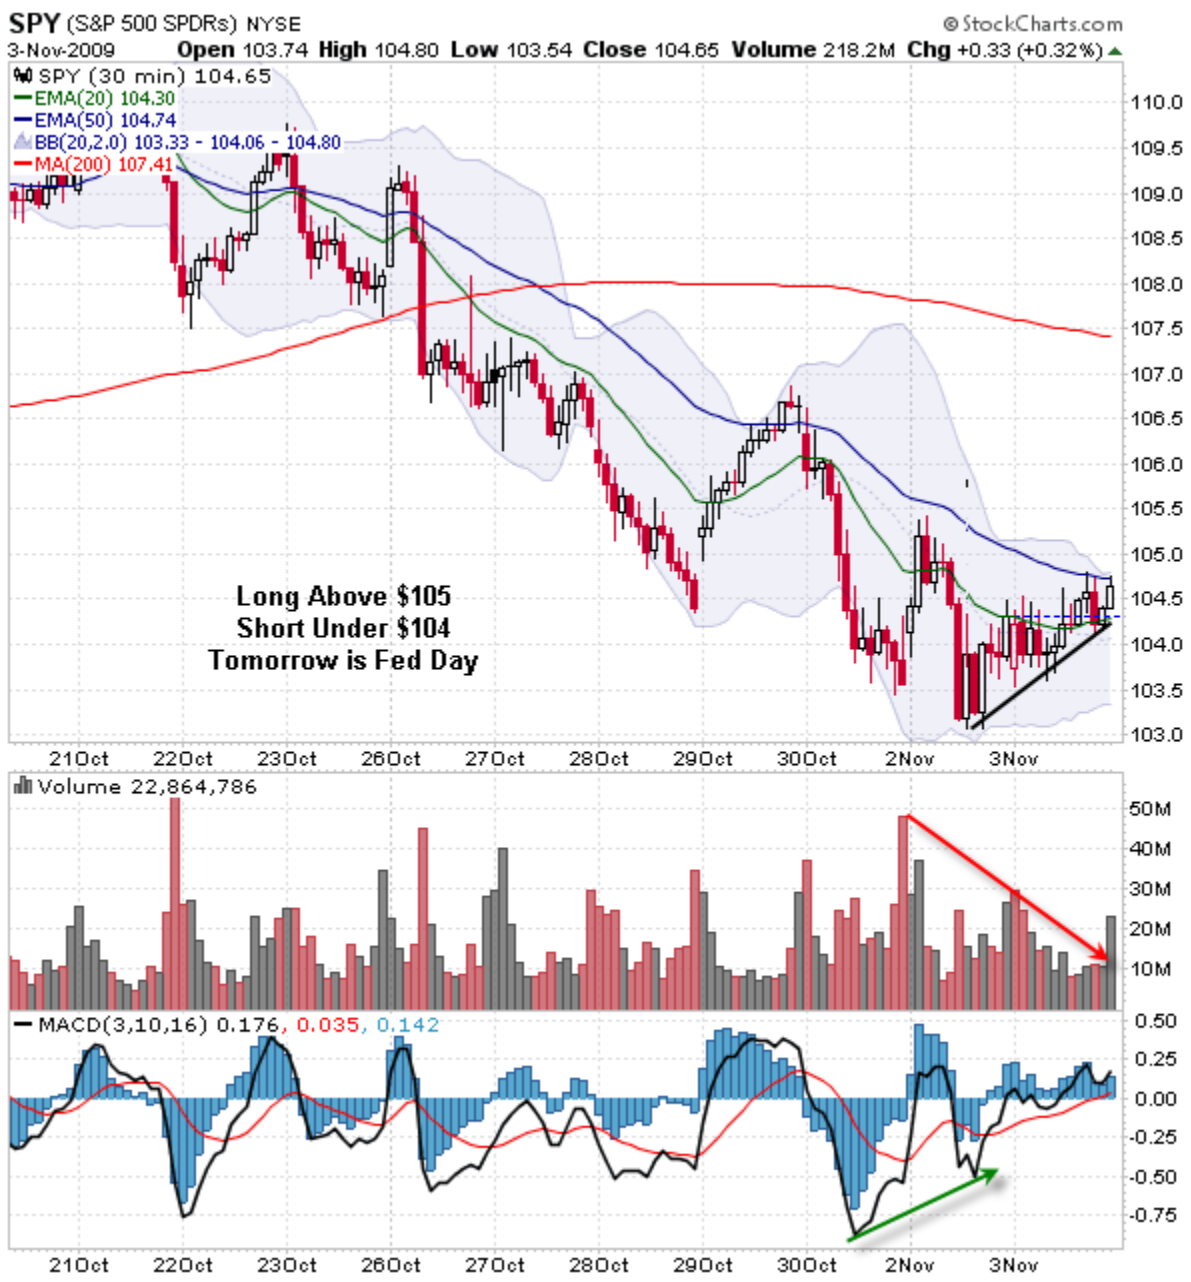 SPY (S&P 500 SPDRs) NYSE
© StockCharts.com
3-Nov-2009
Open 103.74 High 104.80 Low 103.54 Close 104.65 Volume 218.2M Chg +0.33 (+0.32%)
SPY (30 min) 104.65
EMA(20) 104.30
EMA(50) 104.74
BB(20,2.0) 103.33 - 104.06 - 104.80
MA(200) 107.41
110.0
109.5
109.0
108.5
108.0
107.5
107.0
106.5
106.0
105.5
105.0
104.5
104.0
103.5
103.0
Long Above $105
Short Under $104
Tomorrow is Fed Day
21Oct 22Oct 23Oct 26Oct 27Oct 28Oct 29Oct 30Oct 2Nov 3Nov
Volume 22,864,786
50M
40M
30M
20M
10M
MACD(3,10,16) 0.176, 0.035, 0.142
0.50
0.25
0.00
-0.25
-0.50
-0.75
21Oct 22Oct 23Oct 26Oct 27Oct 28Oct 29Oct 30Oct 2Nov 3Nov